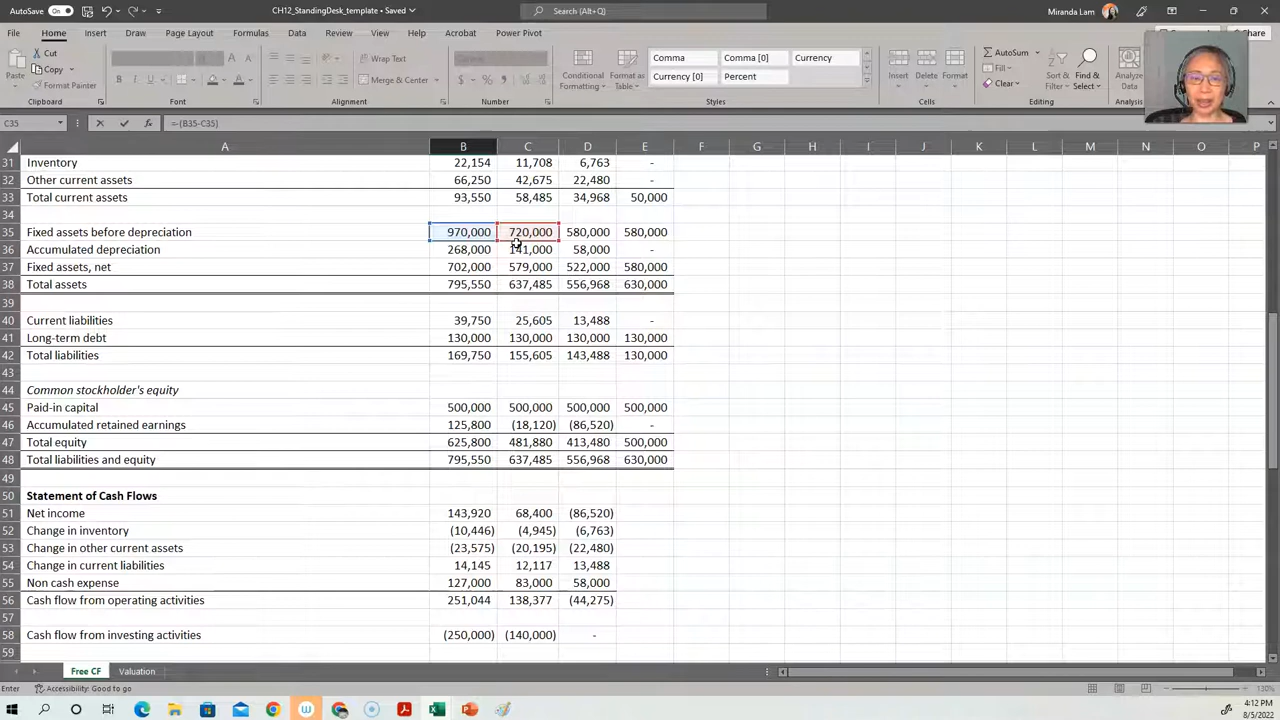 AutoSave On CH12_StandingDesk_template • Saved Search (Alt+Q) Miranda Lam
File Home Insert Draw Page Layout Formulas Data Review View Help Acrobat Power Pivot Share
Paste Cut Copy Format Painter Clipboard
B I U Font
Wrap Text Merge & Center Alignment
$ % Number
Conditional Formatting Format as Table Comma Comma [0] Currency Currency [0] Percent Styles
Insert Delete Format Cells
AutoSum Fill Clear Sort & Filter Find & Select Editing
Analyze Data Analysis
C35 fx =-(B35-C35)
A B C D E F G H I J K L M N O P
31 Inventory 22,154 11,708 6,763 -
32 Other current assets 66,250 42,675 22,480 -
33 Total current assets 93,550 58,485 34,968 50,000
34
35 Fixed assets before depreciation 970,000 720,000 580,000 580,000
36 Accumulated depreciation 268,000 141,000 58,000 -
37 Fixed assets, net 702,000 579,000 522,000 580,000
38 Total assets 795,550 637,485 556,968 630,000
39
40 Current liabilities 39,750 25,605 13,488 -
41 Long-term debt 130,000 130,000 130,000 130,000
42 Total liabilities 169,750 155,605 143,488 130,000
43
44 Common stockholder's equity
45 Paid-in capital 500,000 500,000 500,000 500,000
46 Accumulated retained earnings 125,800 (18,120) (86,520) -
47 Total equity 625,800 481,880 413,480 500,000
48 Total liabilities and equity 795,550 637,485 556,968 630,000
49
50 Statement of Cash Flows
51 Net income 143,920 68,400 (86,520)
52 Change in inventory (10,446) (4,945) (6,763)
53 Change in other current assets (23,575) (20,195) (22,480)
54 Change in current liabilities 14,145 12,117 13,488
55 Non cash expense 127,000 83,000 58,000
56 Cash flow from operating activities 251,044 138,377 (44,275)
57
58 Cash flow from investing activities (250,000) (140,000) -
59
Free CF Valuation
Enter Accessibility: Good to go 130%
4:12 PM
8/5/2022